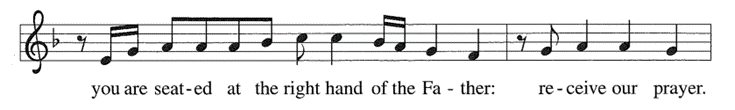 you are seat-ed at the right hand of the Fa - ther: re - ceive our prayer.